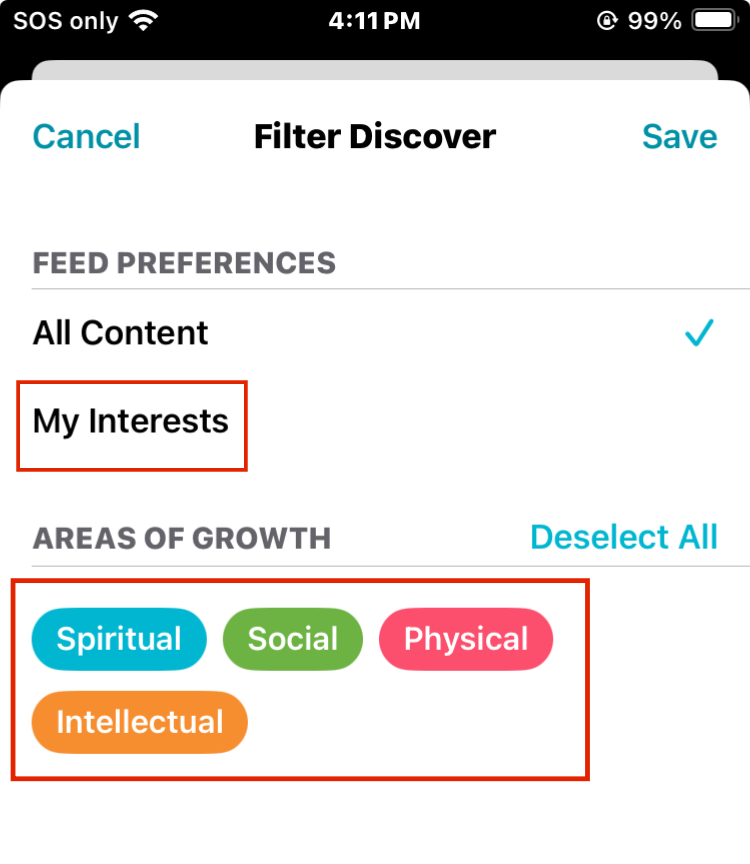 SOS only 4:11 PM 99%
Cancel Filter Discover Save
FEED PREFERENCES
All Content
My Interests
AREAS OF GROWTH Deselect All
Spiritual Social Physical
Intellectual